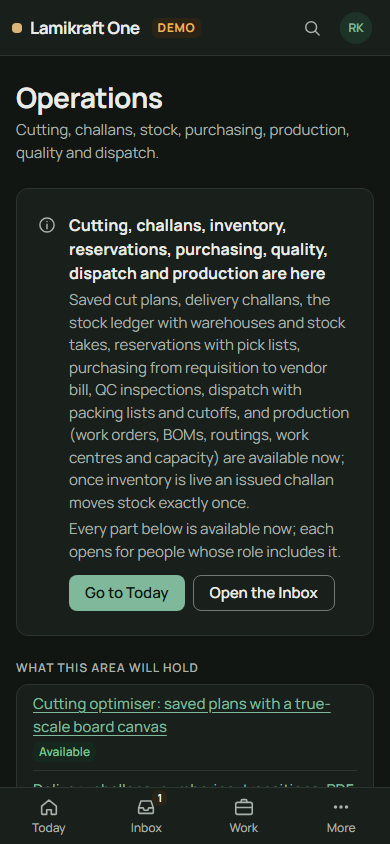 Lamikraft One DEMO RK
Operations
Cutting, challans, stock, purchasing, production,
quality and dispatch.
Cutting, challans, inventory,
reservations, purchasing, quality,
dispatch and production are here
Saved cut plans, delivery challans, the
stock ledger with warehouses and stock
takes, reservations with pick lists,
purchasing from requisition to vendor
bill, QC inspections, dispatch with
packing lists and cutoffs, and production
(work orders, BOMs, routings, work
centres and capacity) are available now;
once inventory is live an issued challan
moves stock exactly once.
Every part below is available now; each
opens for people whose role includes it.
Go to Today Open the Inbox
WHAT THIS AREA WILL HOLD
Cutting optimiser: saved plans with a true-
scale board canvas
Available
1
Today Inbox Work More